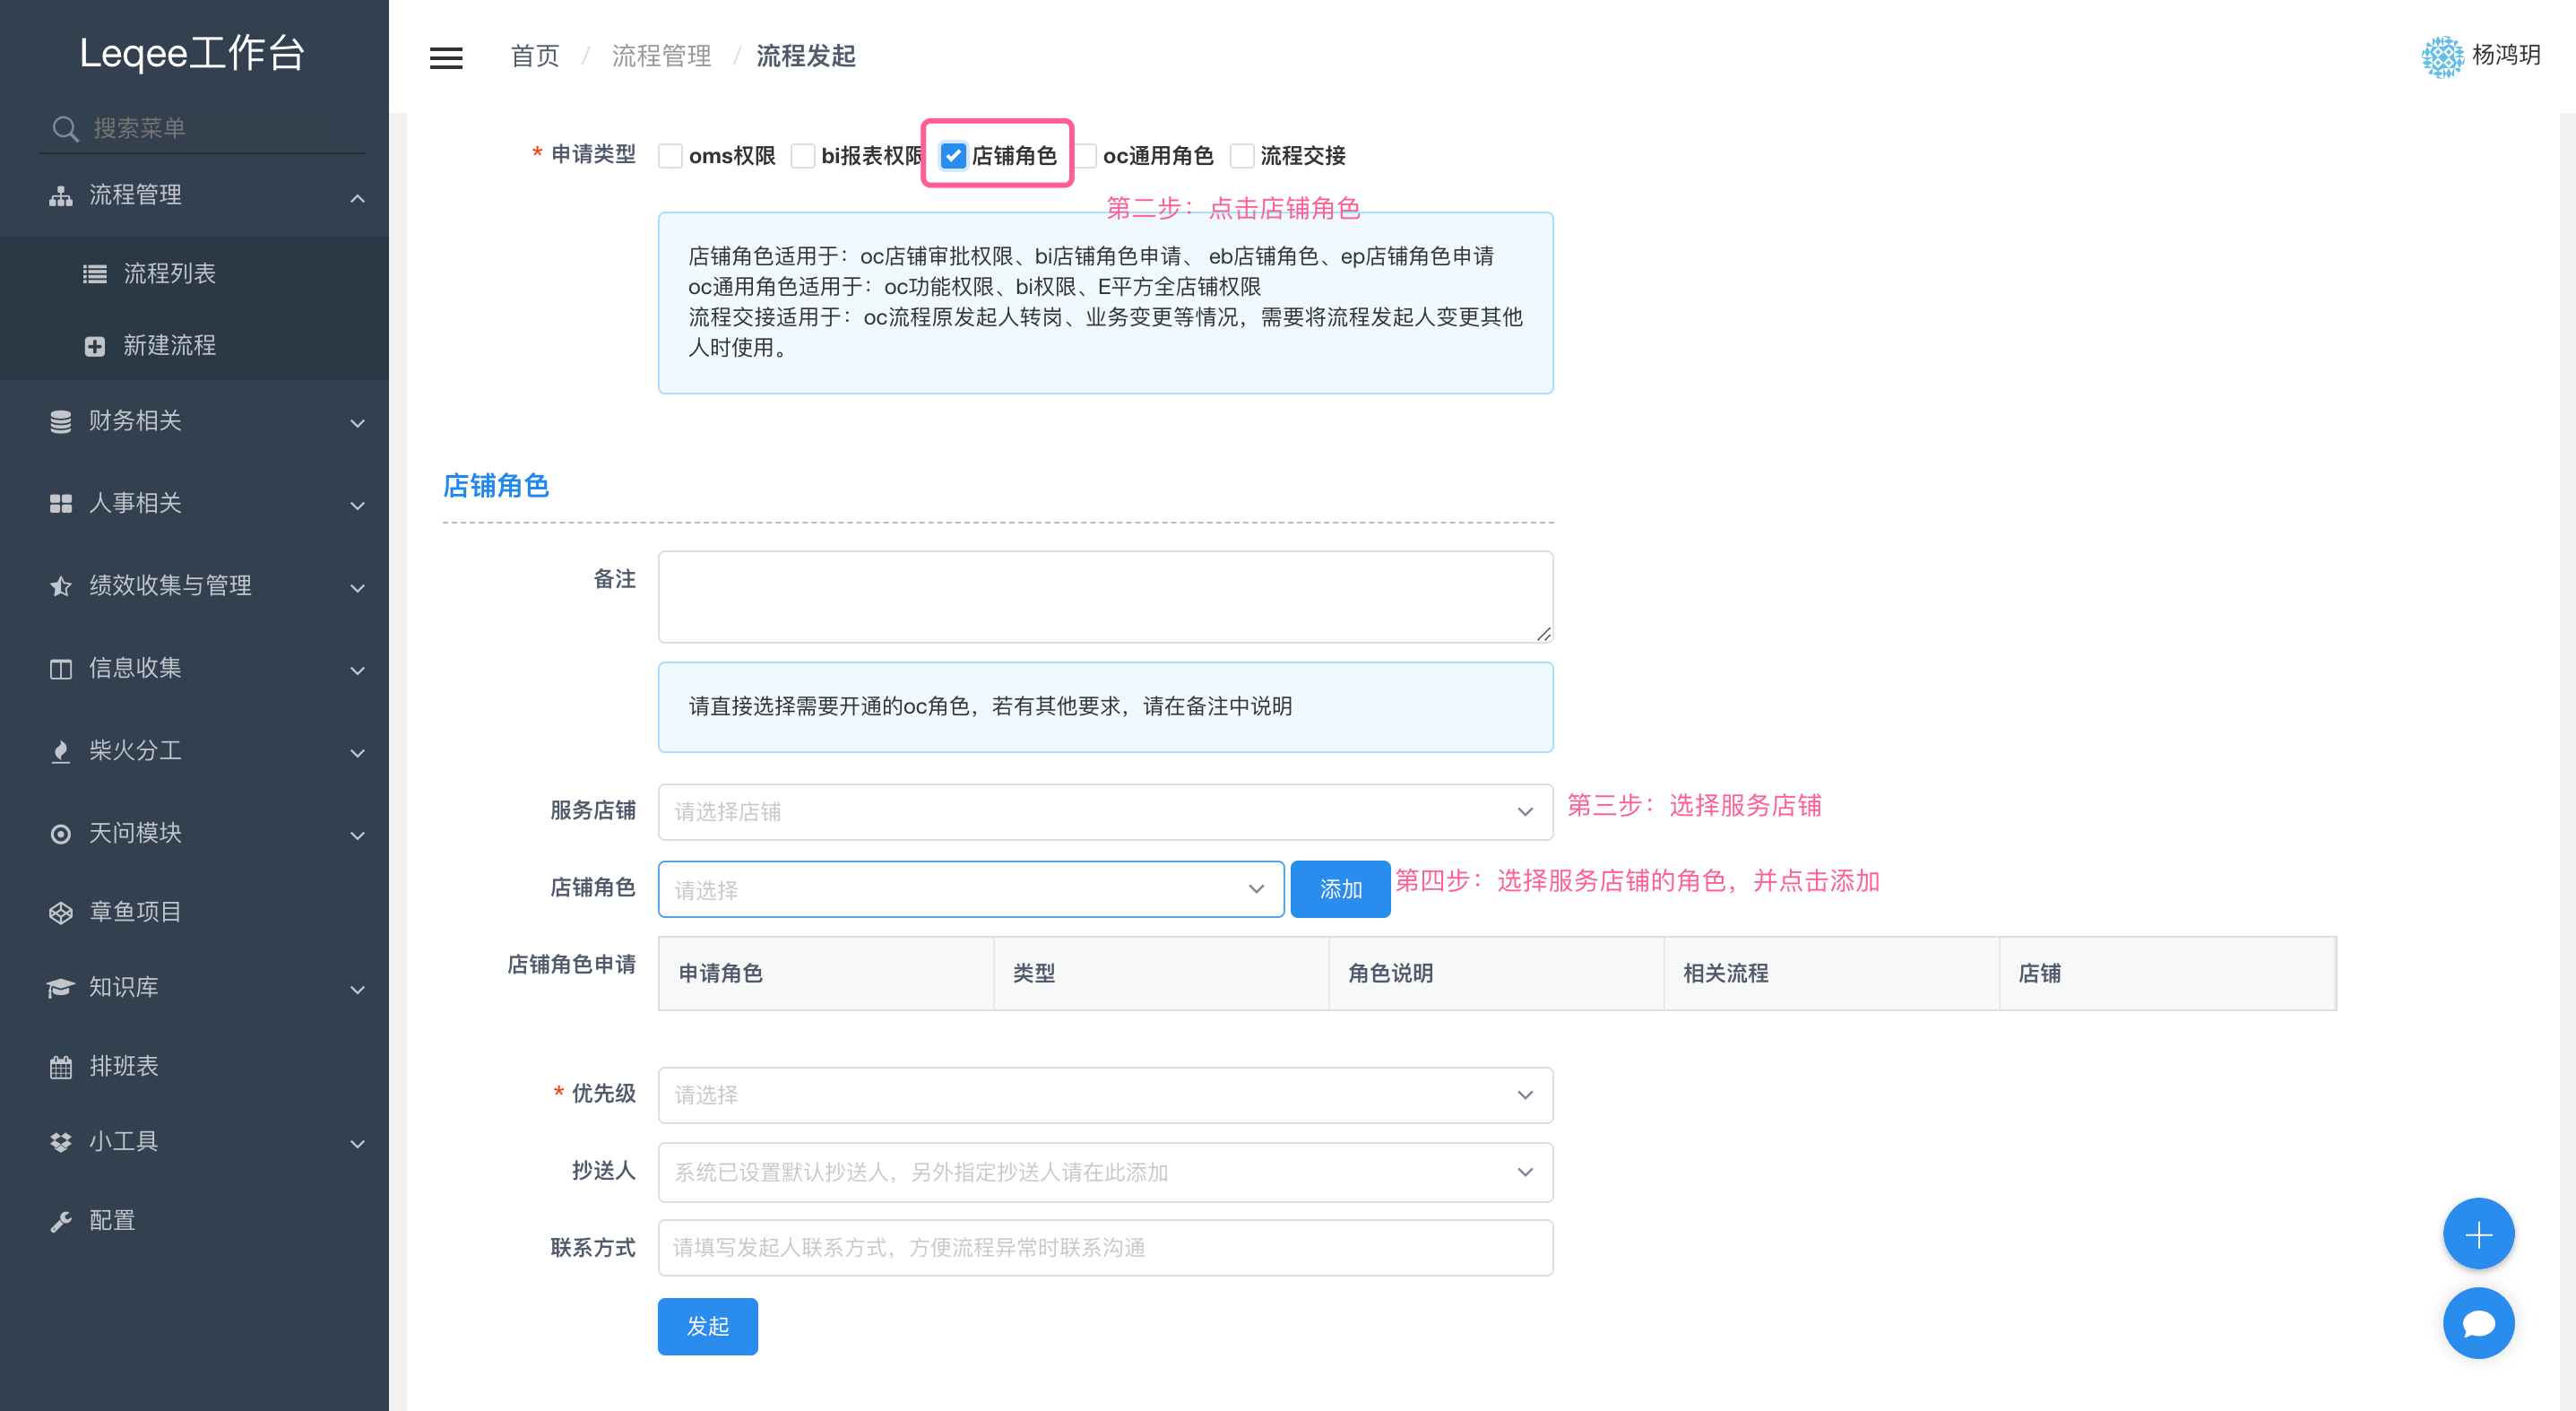 Leqee工作台
搜索菜单
流程管理
流程列表
新建流程
财务相关
人事相关
绩效收集与管理
信息收集
柴火分工
天问模块
章鱼项目
知识库
排班表
小工具
配置
首页 / 流程管理 / 流程发起
杨鸿玥
* 申请类型 oms权限 bi报表权限 店铺角色 oc通用角色 流程交接
第二步：点击店铺角色
店铺角色适用于：oc店铺审批权限、bi店铺角色申请、 eb店铺角色、ep店铺角色申请
oc通用角色适用于：oc功能权限、bi权限、E平方全店铺权限
流程交接适用于：oc流程原发起人转岗、业务变更等情况，需要将流程发起人变更其他
人时使用。
店铺角色
备注
请直接选择需要开通的oc角色，若有其他要求，请在备注中说明
服务店铺 请选择店铺 第三步：选择服务店铺
店铺角色 请选择 添加 第四步：选择服务店铺的角色，并点击添加
店铺角色申请 申请角色 类型 角色说明 相关流程 店铺
* 优先级 请选择
抄送人 系统已设置默认抄送人，另外指定抄送人请在此添加
联系方式 请填写发起人联系方式，方便流程异常时联系沟通
发起